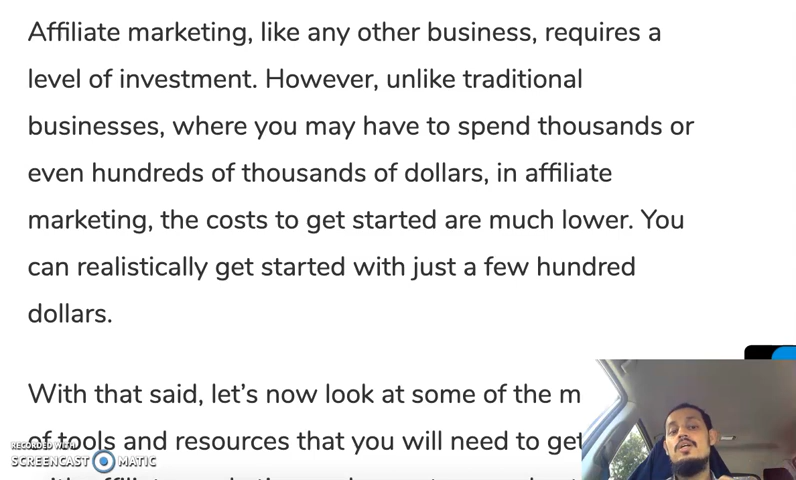 Affiliate marketing, like any other business, requires a
level of investment. However, unlike traditional
businesses, where you may have to spend thousands or
even hundreds of thousands of dollars, in affiliate
marketing, the costs to get started are much lower. You
can realistically get started with just a few hundred
dollars.
With that said, let's now look at some of the m
of tools and resources that you will need to get
RECORDED WITH
SCREENCAST MATIC